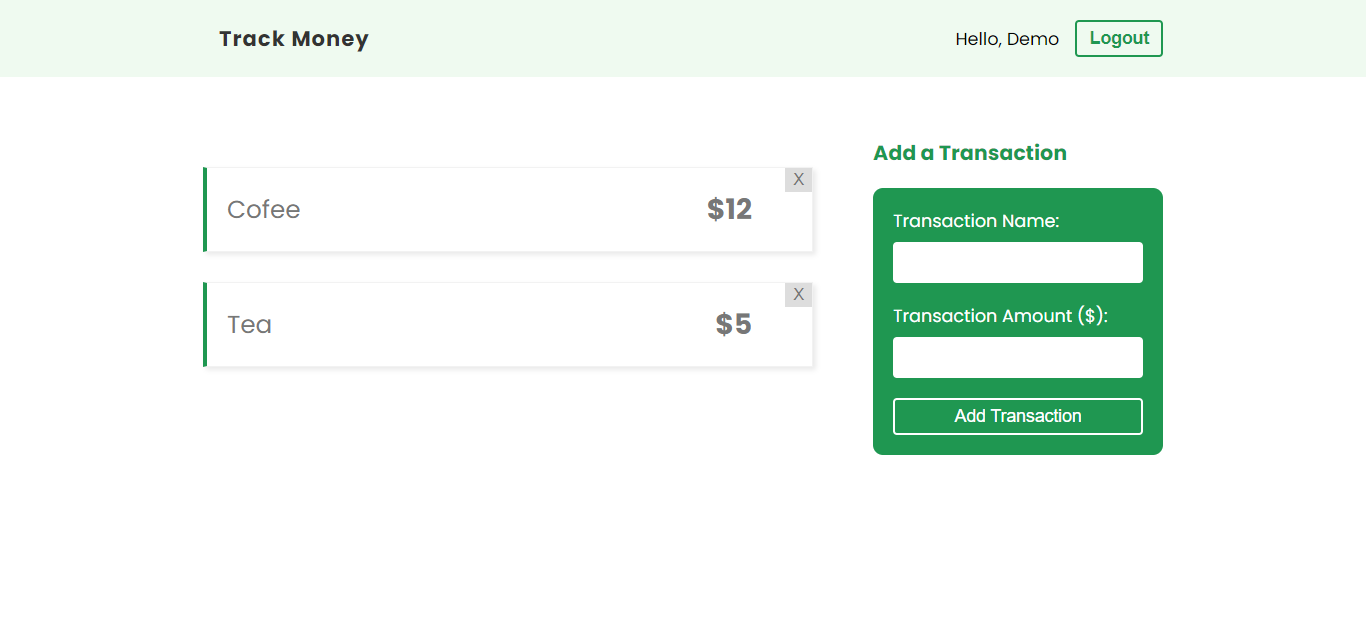 Track Money
Hello, Demo
Logout
X
Cofee
$12
X
Tea
$5
Add a Transaction
Transaction Name:
Transaction Amount ($):
Add Transaction